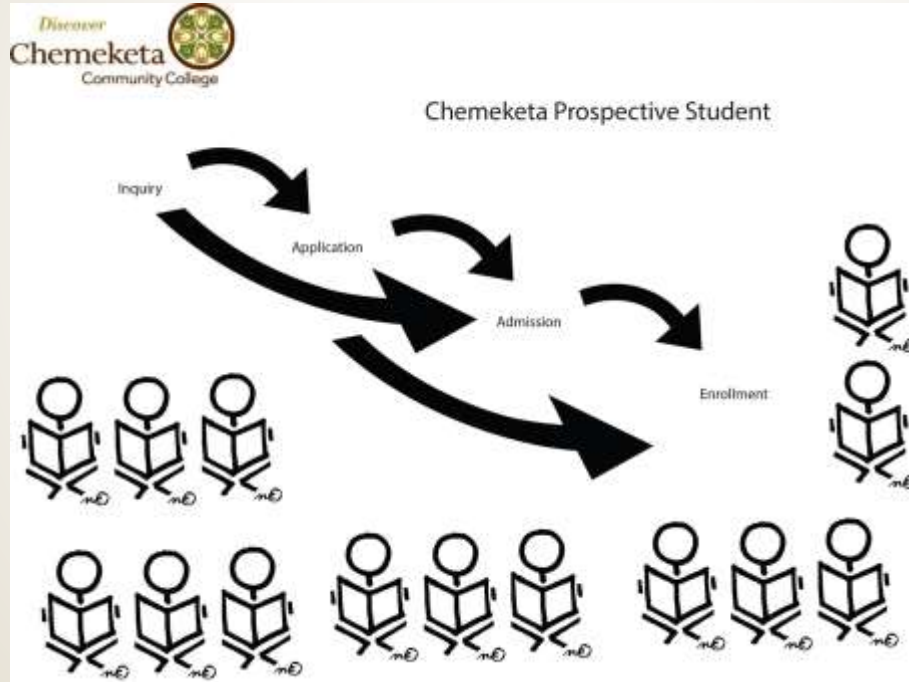 Discover
Chemeketa
Community College
Chemeketa Prospective Student
Inquiry
Application
Admission
Enrollment